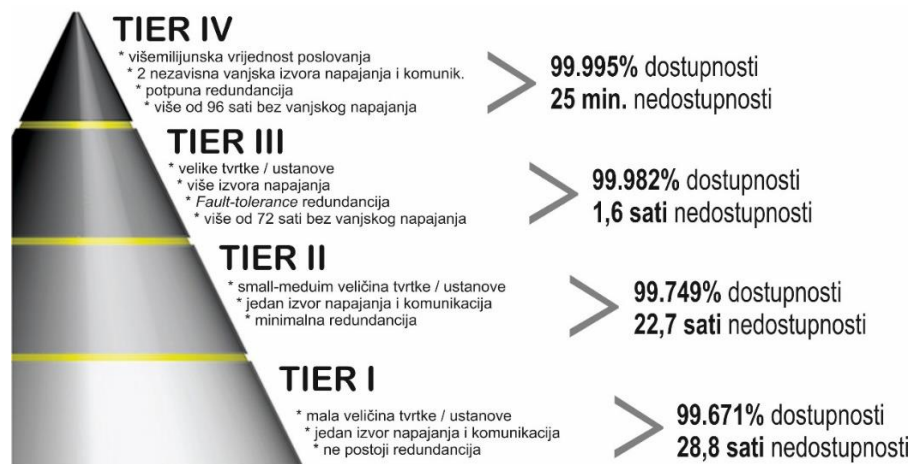 TIER IV
* višemilijunska vrijednost poslovanja
* 2 nezavisna vanjska izvora napajanja i komunik.
* potpuna redundancija
* više od 96 sati bez vanjskog napajanja
99.995% dostupnosti
25 min. nedostupnosti
TIER III
* velike tvrtke / ustanove
* više izvora napajanja
* Fault-tolerance redundancija
* više od 72 sati bez vanjskog napajanja
99.982% dostupnosti
1,6 sati nedostupnosti
TIER II
* small-meduim veličina tvrtke / ustanove
* jedan izvor napajanja i komunikacija
* minimalna redundancija
99.749% dostupnosti
22,7 sati nedostupnosti
TIER I
* mala veličina tvrtke / ustanove
* jedan izvor napajanja i komunikacija
* ne postoji redundancija
99.671% dostupnosti
28,8 sati nedostupnosti